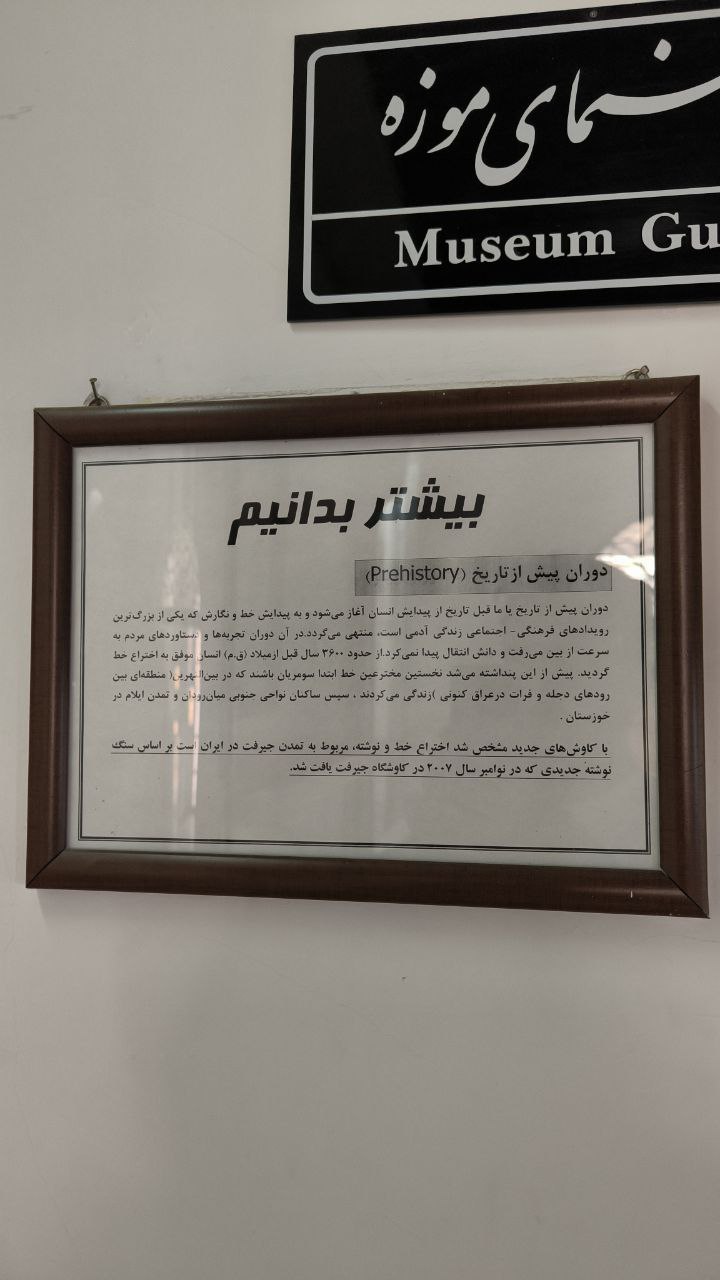 نمای موزه
Museum Gu
بیشتر بدانیم
دوران پیش از تاریخ (Prehistory)
دوران پیش از تاریخ یا ما قبل تاریخ از پیدایش انسان آغاز می‌شود و به پیدایش خط و نگارش که یکی از بزرگ‌ترین
رویدادهای فرهنگی- اجتماعی زندگی آدمی است، منتهی می‌گردد.در آن دوران تجربه‌ها و دستاوردهای مردم به
سرعت از بین می‌رفت و دانش انتقال پیدا نمی‌کرد.از حدود ۳۶۰۰ سال قبل ازمیلاد (ق.م) انسان موفق به اختراع خط
گردید. پیش از این پنداشته می‌شد نخستین مخترعین خط ابتدا سومریان باشند که در بین‌النهرین( منطقه‌ای بین
رودهای دجله و فرات درعراق کنونی )زندگی می‌کردند ، سپس ساکنان نواحی جنوبی میان‌رودان و تمدن ایلام در
خوزستان .
با کاوش‌های جدید مشخص شد اختراع خط و نوشته، مربوط به تمدن جیرفت در ایران است بر اساس سنگ
نوشته جدیدی که در نوامبر سال ۲۰۰۷ در کاوشگاه جیرفت یافت شد.